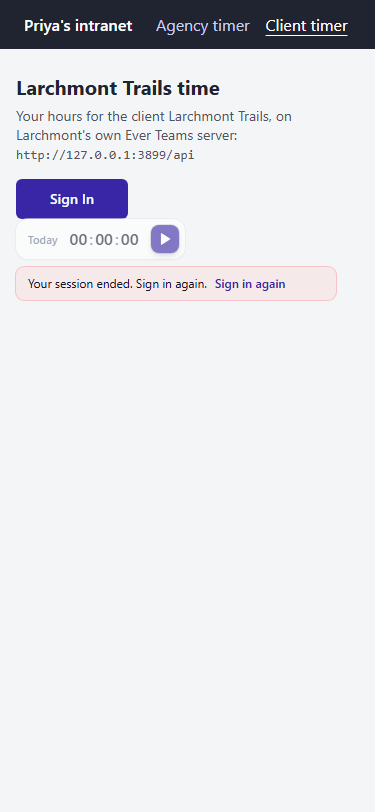 Priya's intranet Agency timer Client timer
Larchmont Trails time
Your hours for the client Larchmont Trails, on
Larchmont's own Ever Teams server:
http://127.0.0.1:3899/api
Sign In
Today 00:00:00
Your session ended. Sign in again. Sign in again